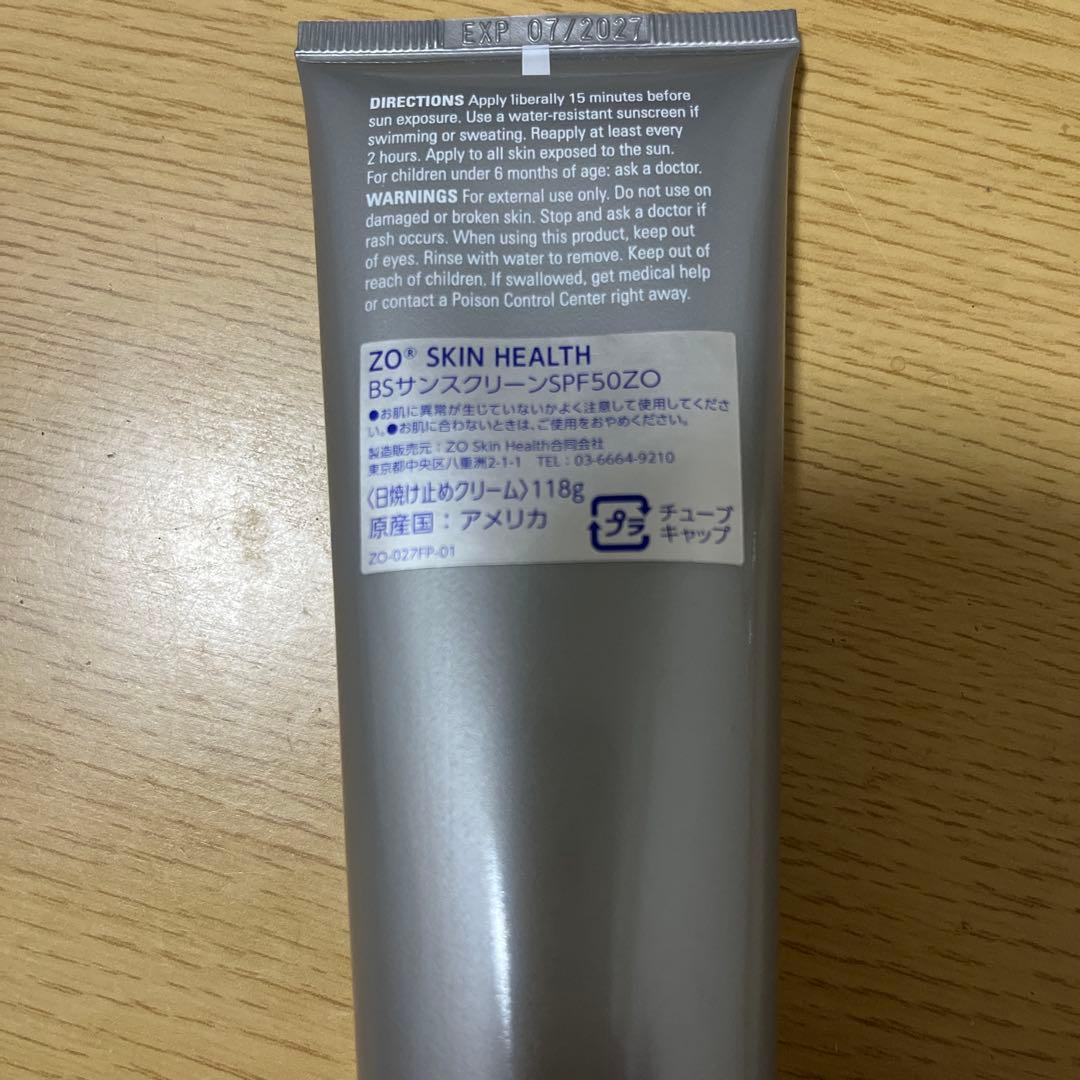 EXP 07/2027
DIRECTIONS Apply liberally 15 minutes before
sun exposure. Use a water-resistant sunscreen if
swimming or sweating. Reapply at least every
2 hours. Apply to all skin exposed to the sun.
For children under 6 months of age: ask a doctor.
WARNINGS For external use only. Do not use on
damaged or broken skin. Stop and ask a doctor if
rash occurs. When using this product, keep out
of eyes. Rinse with water to remove. Keep out of
reach of children. If swallowed, get medical help
or contact a Poison Control Center right away.
ZO® SKIN HEALTH
BSサンスクリーンSPF50ZO
●お肌に異常が生じていないかよく注意して使用してくださ
い。●お肌に合わないときは、ご使用をおやめください。
製造販売元：ZO Skin Health合同会社
東京都中央区八重洲2-1-1 TEL：03-6664-9210
〈日焼け止めクリーム〉118g
原産国：アメリカ
プラ
チューブ
キャップ
ZO-027FP-01